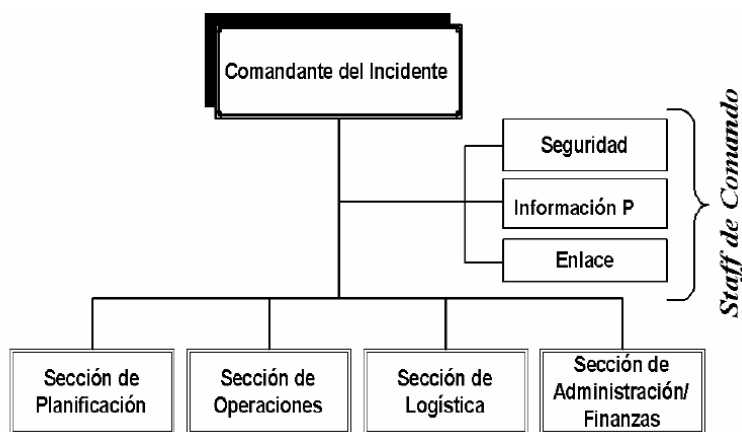 Comandante del Incidente
Seguridad
Información P
Enlace
Staff de Comando
Sección de
Planificación
Sección de
Operaciones
Sección de
Logística
Sección de
Administración/
Finanzas